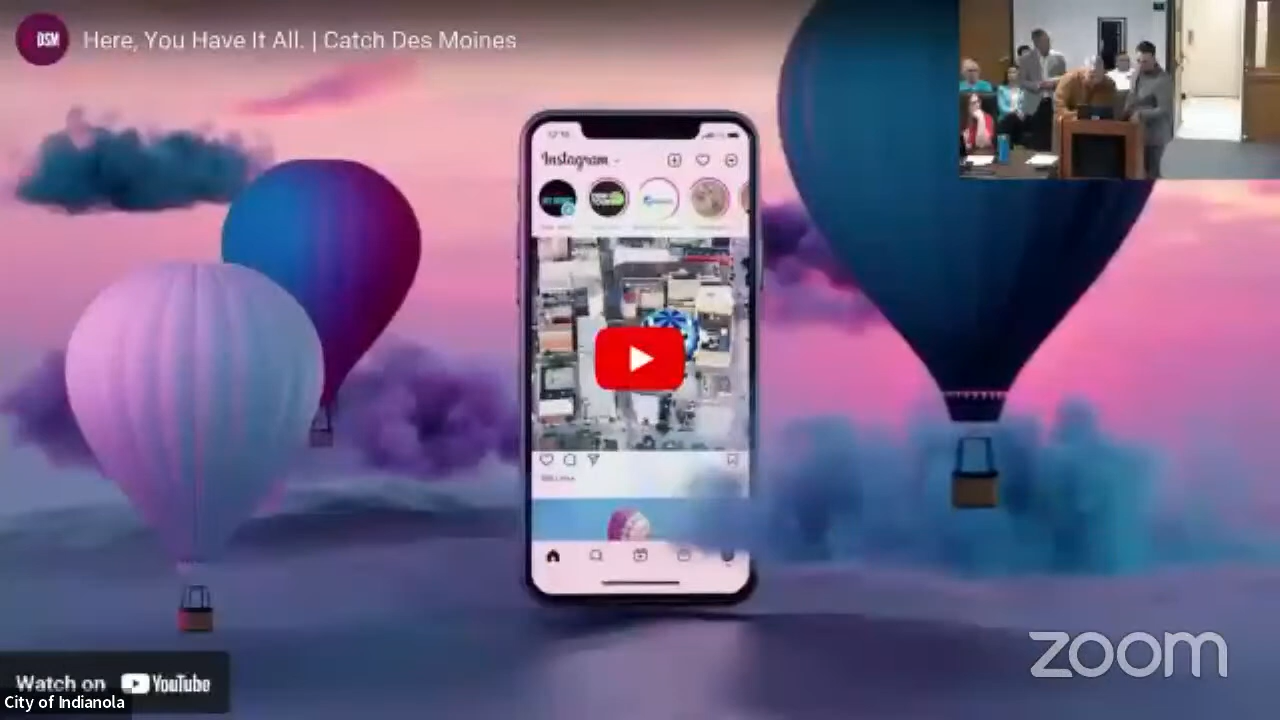 DSM
Here, You Have It All. | Catch Des Moines
Instagram
zoom
Watch on YouTube
City of Indianola